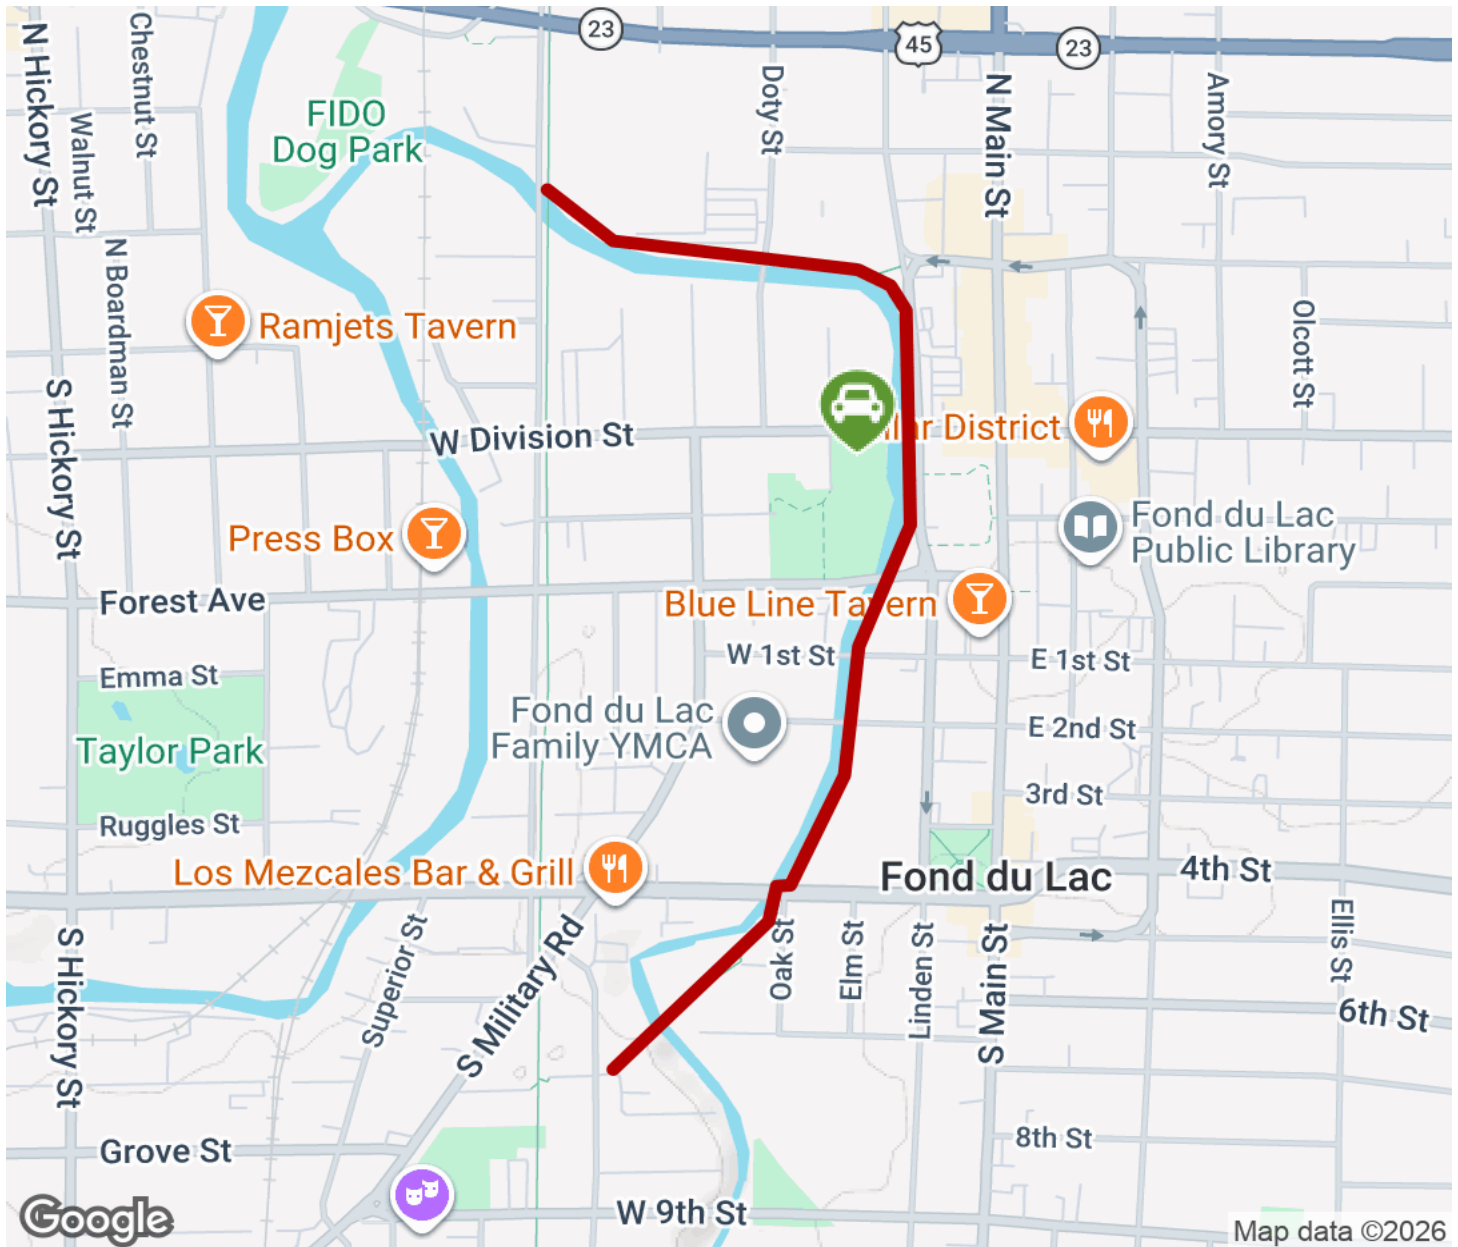 23
45
23
N Hickory St
Chestnut St
Walnut St
FIDO
Dog Park
Doty St
N Main St
Amory St
N Boardman St
Ramjets Tavern
Olcott St
S Hickory St
W Division St
District
Press Box
Fond du Lac
Public Library
Forest Ave
Blue Line Tavern
W 1st St
E 1st St
Emma St
Fond du Lac
Family YMCA
E 2nd St
Taylor Park
3rd St
Ruggles St
Los Mezcales Bar & Grill
Fond du Lac
4th St
S Hickory St
Superior St
S Military Rd
Oak St
Elm St
Linden St
S Main St
Ellis St
6th St
Grove St
8th St
W 9th St
Google
Map data ©2026